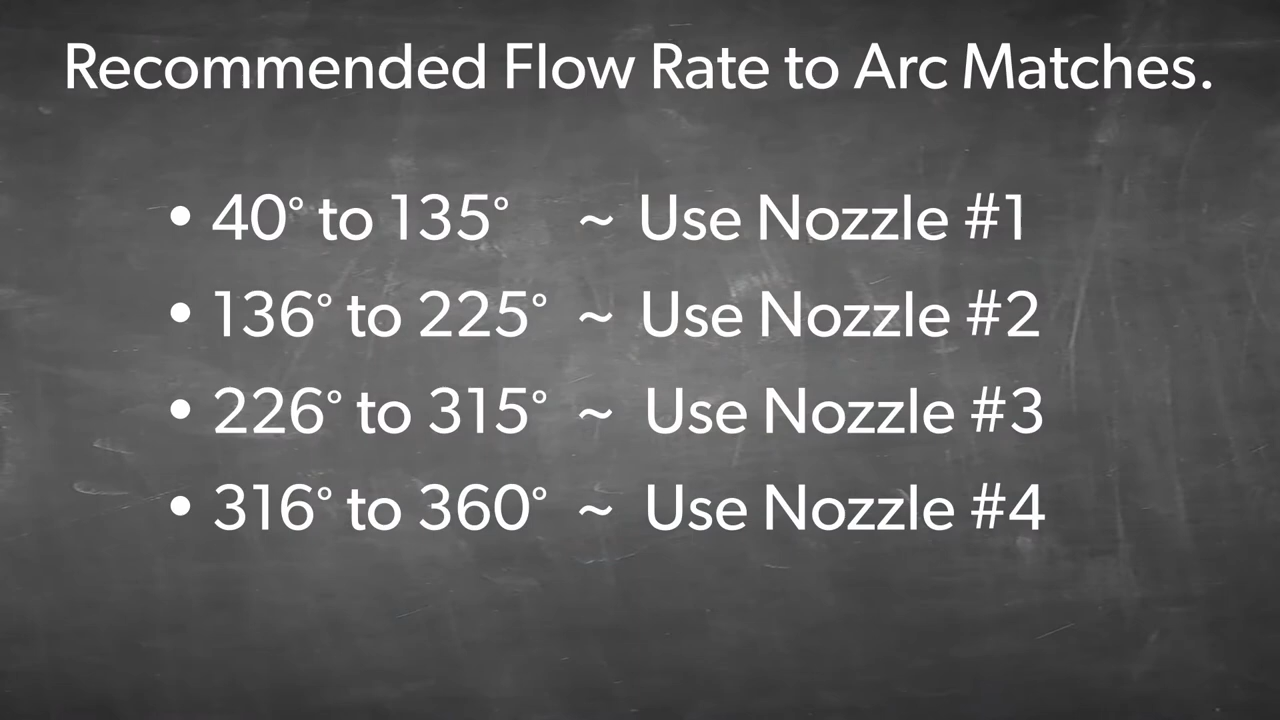 Recommended Flow Rate to Arc Matches.
• 40° to 135° ~ Use Nozzle #1
• 136° to 225° ~ Use Nozzle #2
• 226° to 315° ~ Use Nozzle #3
• 316° to 360° ~ Use Nozzle #4